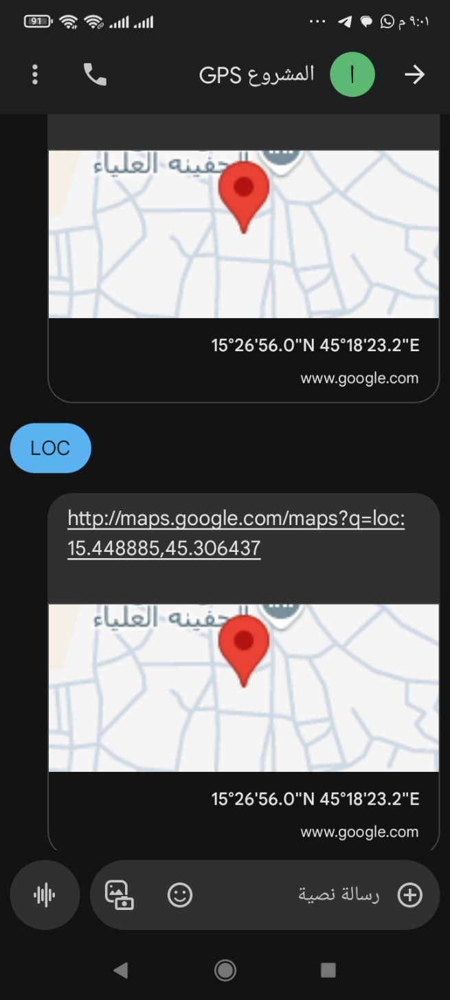 91
٩:٠١ م
المشروع GPS
ا
الحفينه العلياء
15°26'56.0"N 45°18'23.2"E
www.google.com
LOC
http://maps.google.com/maps?q=loc:
15.448885,45.306437
الحفينه العلياء
15°26'56.0"N 45°18'23.2"E
www.google.com
رسالة نصية